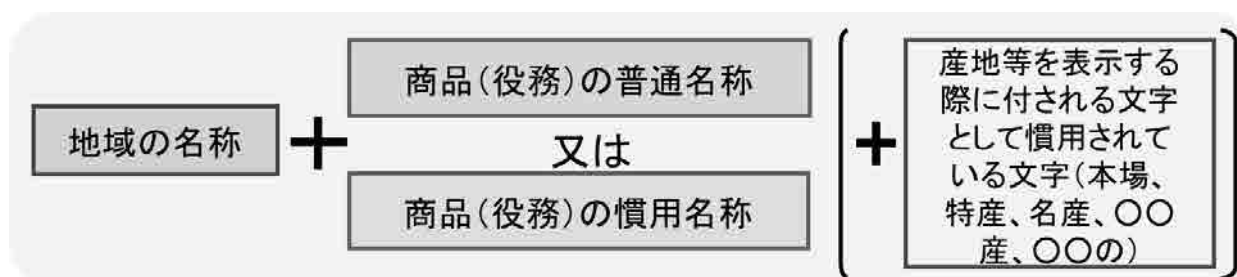 地域の名称
+
商品(役務)の普通名称
又は
商品(役務)の慣用名称
+
産地等を表示する
際に付される文字
として慣用されて
いる文字(本場、
特産、名産、〇〇
産、〇〇の)